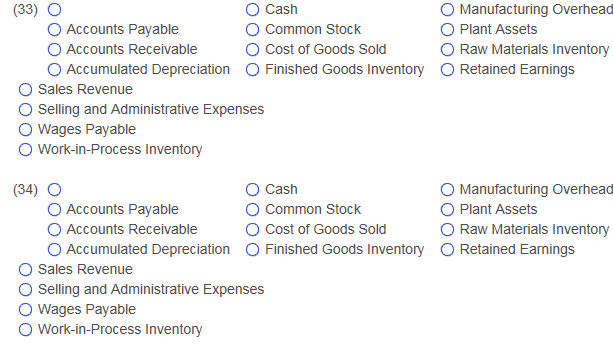 (33) Cash Manufacturing Overhead
Accounts Payable Common Stock Plant Assets
Accounts Receivable Cost of Goods Sold Raw Materials Inventory
Accumulated Depreciation Finished Goods Inventory Retained Earnings
Sales Revenue
Selling and Administrative Expenses
Wages Payable
Work-in-Process Inventory
(34) Cash Manufacturing Overhead
Accounts Payable Common Stock Plant Assets
Accounts Receivable Cost of Goods Sold Raw Materials Inventory
Accumulated Depreciation Finished Goods Inventory Retained Earnings
Sales Revenue
Selling and Administrative Expenses
Wages Payable
Work-in-Process Inventory